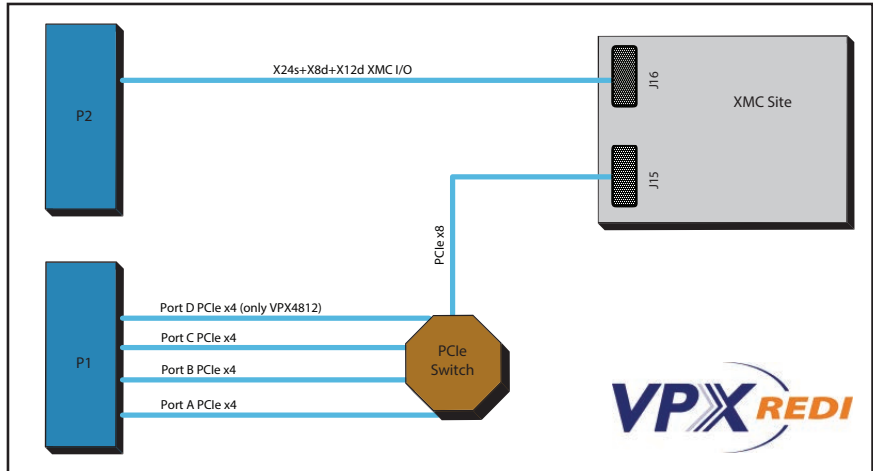 X24s+X8d+X12d XMC I/O
P2
J16
XMC Site
J15
PCIe x8
P1
Port D PCIe x4 (only VPX4812)
Port C PCIe x4
Port B PCIe x4
Port A PCIe x4
PCIe
Switch
VPX REDI